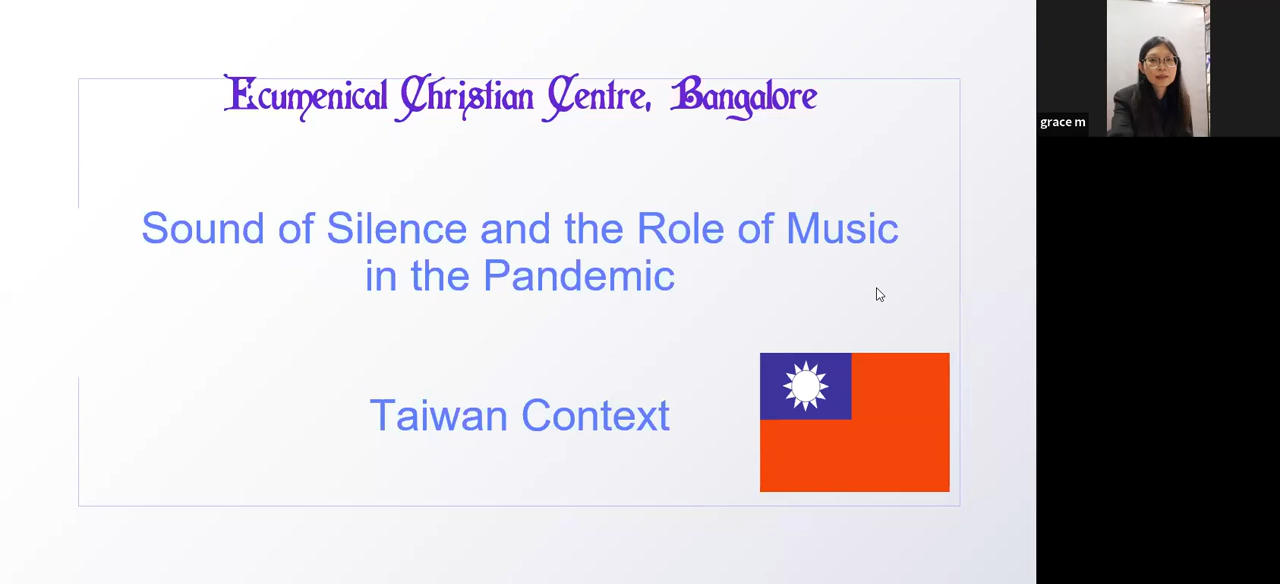 Ecumenical Christian Centre, Bangalore
Sound of Silence and the Role of Music
in the Pandemic
Taiwan Context
grace m